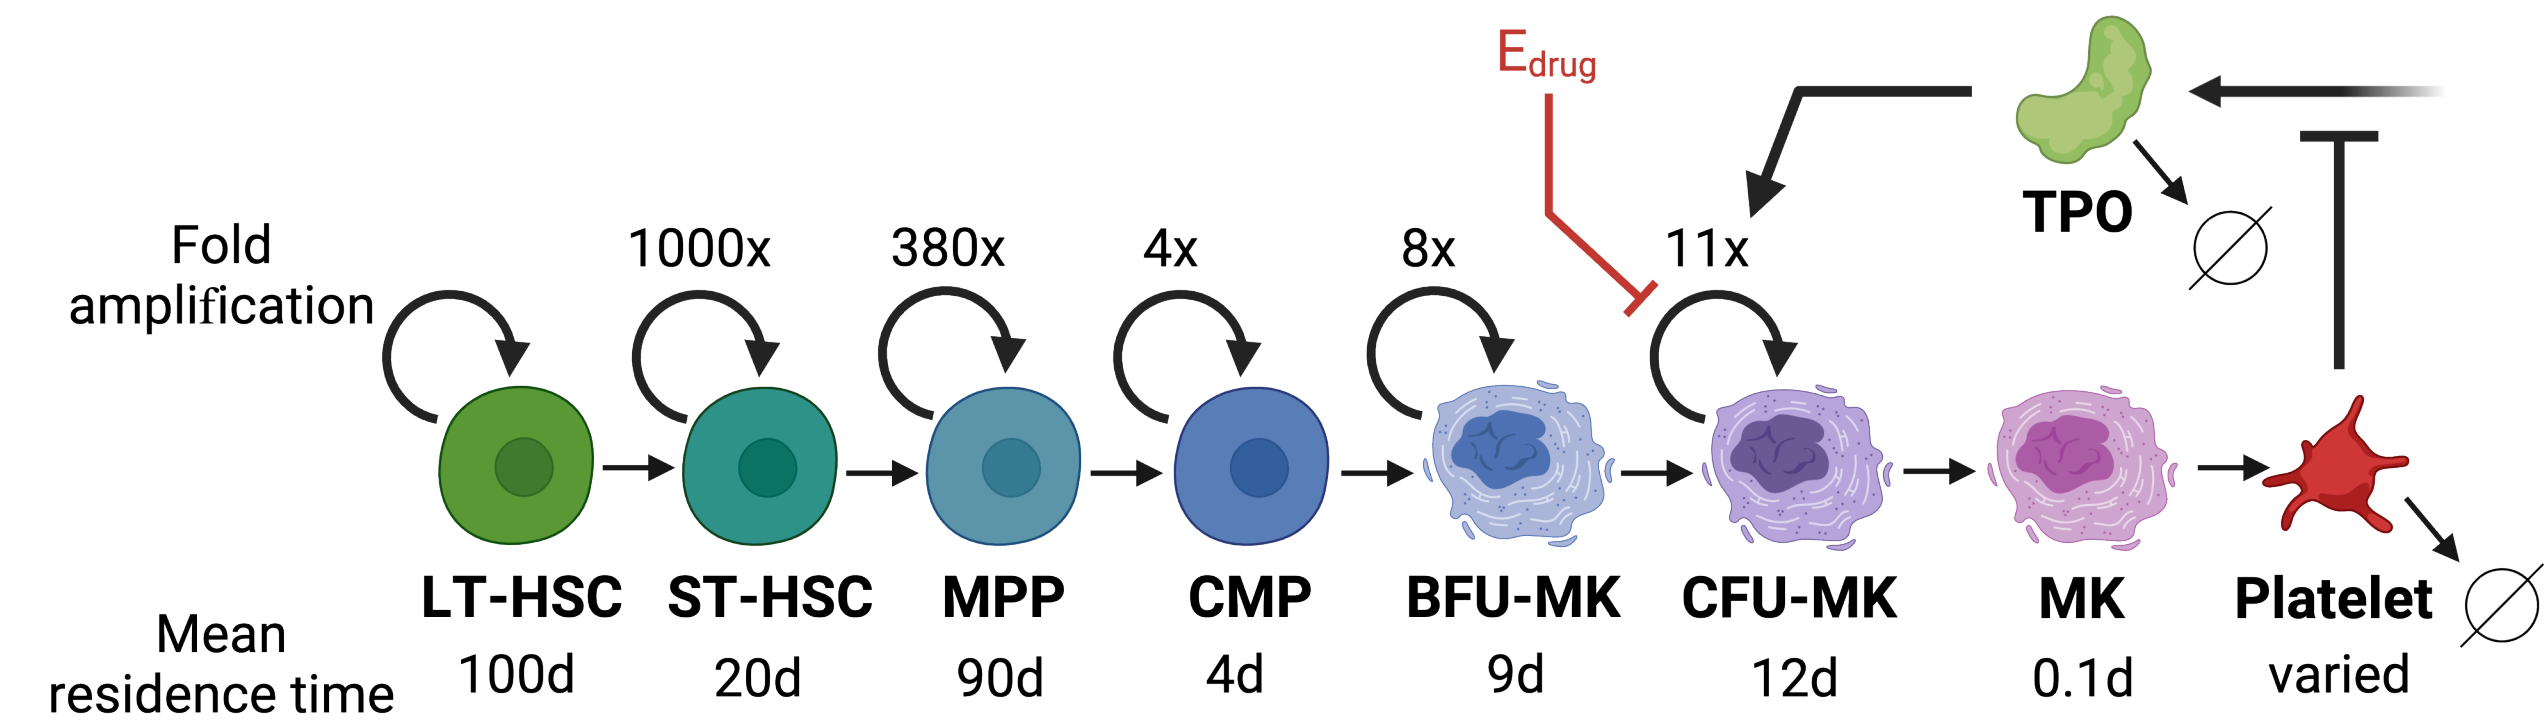 E drug
TPO
Fold
amplification
1000x
380x
4x
8x
11x
LT-HSC
ST-HSC
MPP
CMP
BFU-MK
CFU-MK
MK
Platelet
Mean
residence time
100d
20d
90d
4d
9d
12d
0.1d
varied